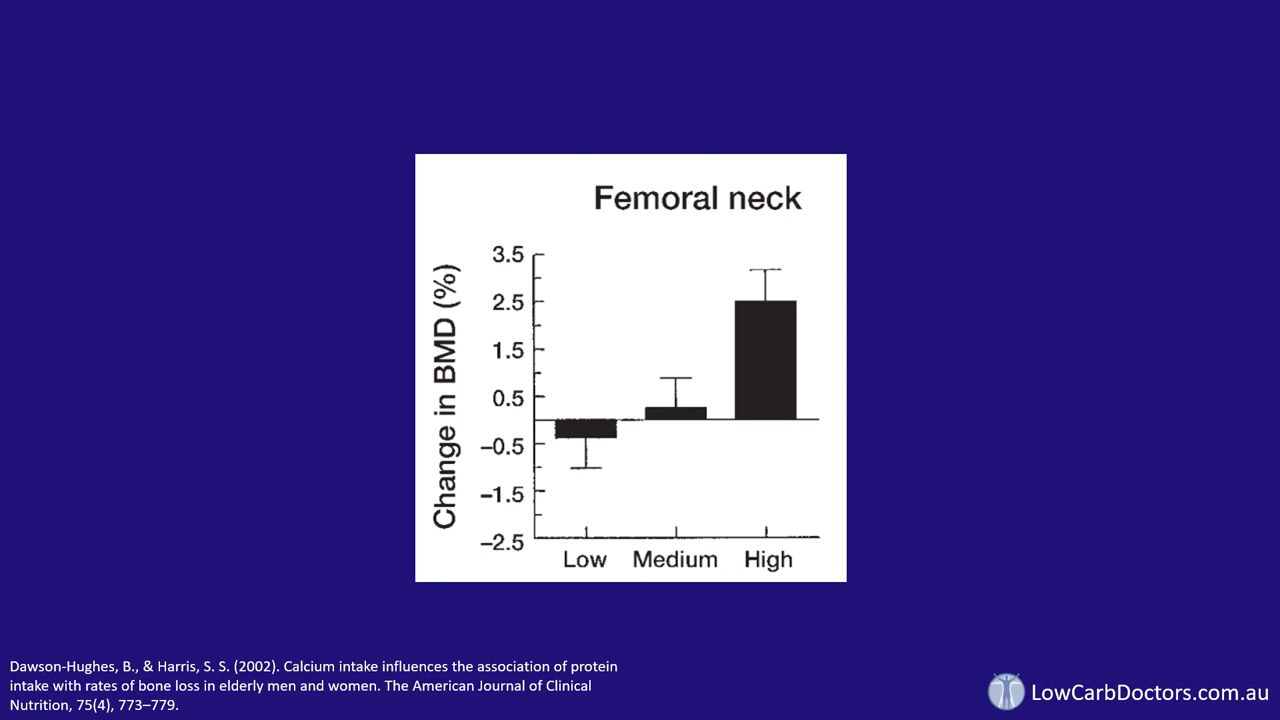 Femoral neck
Change in BMD (%)
3.5
2.5
1.5
0.5
–0.5
–1.5
–2.5
Low Medium High
Dawson-Hughes, B., & Harris, S. S. (2002). Calcium intake influences the association of protein
intake with rates of bone loss in elderly men and women. The American Journal of Clinical
Nutrition, 75(4), 773–779.
LowCarbDoctors.com.au